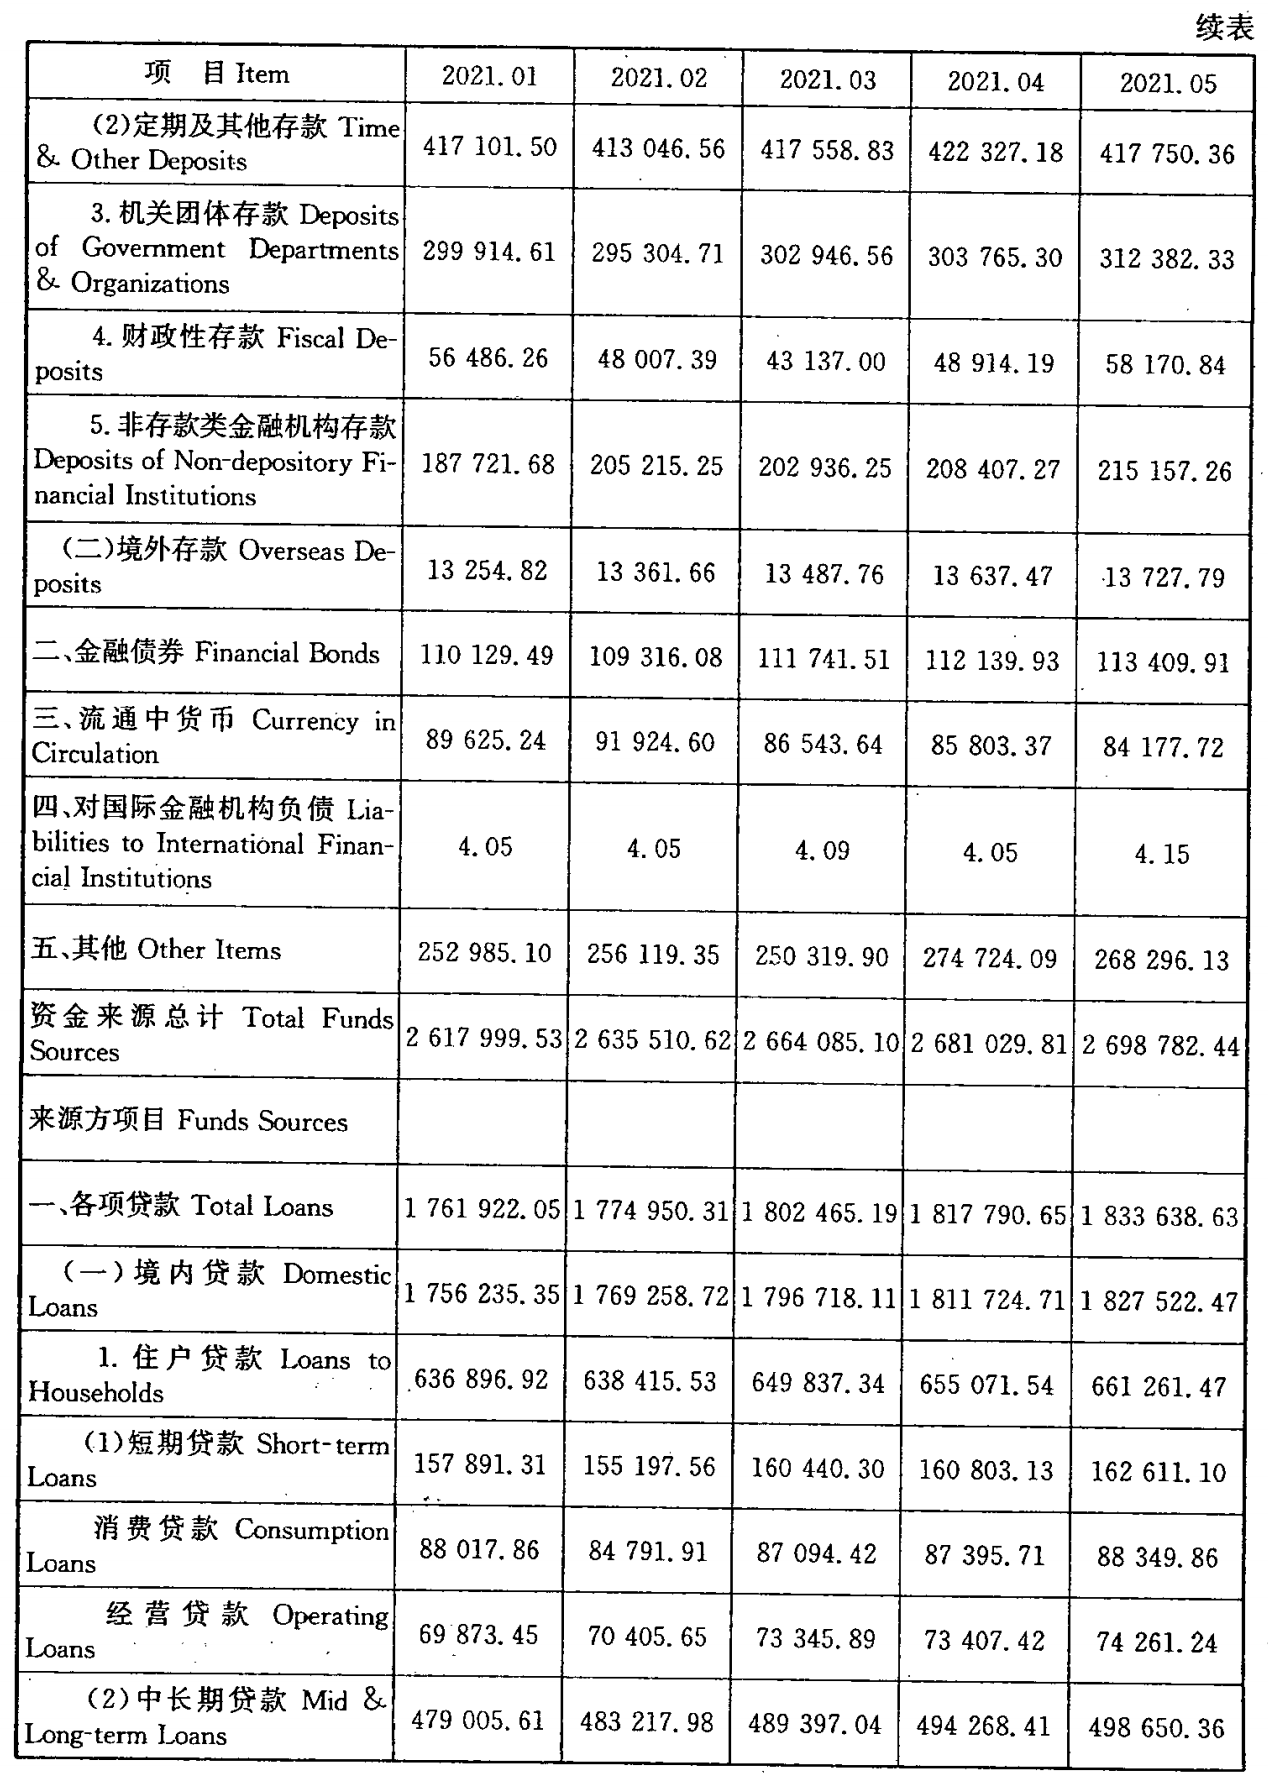 续表
项 目 Item 2021. 01 2021. 02 2021. 03 2021. 04 2021. 05
(2)定期及其他存款 Time
& Other Deposits 417 101. 50 413 046. 56 417 558. 83 422 327. 18 417 750. 36
3. 机关团体存款 Deposits
of Government Departments 299 914. 61 295 304. 71 302 946. 56 303 765. 30 312 382. 33
& Organizations
4. 财政性存款 Fiscal De-
posits 56 486. 26 48 007. 39 43 137. 00 48 914. 19 58 170. 84
5. 非存款类金融机构存款
Deposits of Non-depository Fi- 187 721. 68 205 215. 25 202 936. 25 208 407. 27 215 157. 26
nancial Institutions
(二)境外存款 Overseas De-
posits 13 254. 82 13 361. 66 13 487. 76 13 637. 47 13 727. 79
二、金融债券 Financial Bonds 110 129. 49 109 316. 08 111 741. 51 112 139. 93 113 409. 91
三、流通中货币 Currency in
Circulation 89 625. 24 91 924. 60 86 543. 64 85 803. 37 84 177. 72
四、对国际金融机构负债 Lia-
bilities to International Finan- 4. 05 4. 05 4. 09 4. 05 4. 15
cial Institutions
五、其他 Other Items 252 985. 10 256 119. 35 250 319. 90 274 724. 09 268 296. 13
资金来源总计 Total Funds
Sources 2 617 999. 53 2 635 510. 62 2 664 085. 10 2 681 029. 81 2 698 782. 44
来源方项目 Funds Sources
一、各项贷款 Total Loans 1 761 922. 05 1 774 950. 31 1 802 465. 19 1 817 790. 65 1 833 638. 63
(一)境内贷款 Domestic
Loans 1 756 235. 35 1 769 258. 72 1 796 718. 11 1 811 724. 71 1 827 522. 47
1. 住户贷款 Loans to
Households 636 896. 92 638 415. 53 649 837. 34 655 071. 54 661 261. 47
(1)短期贷款 Short-term
Loans 157 891. 31 155 197. 56 160 440. 30 160 803. 13 162 611. 10
消费贷款 Consumption
Loans 88 017. 86 84 791. 91 87 094. 42 87 395. 71 88 349. 86
经营贷款 Operating
Loans 69 873. 45 70 405. 65 73 345. 89 73 407. 42 74 261. 24
(2)中长期贷款 Mid &
Long-term Loans 479 005. 61 483 217. 98 489 397. 04 494 268. 41 498 650. 36